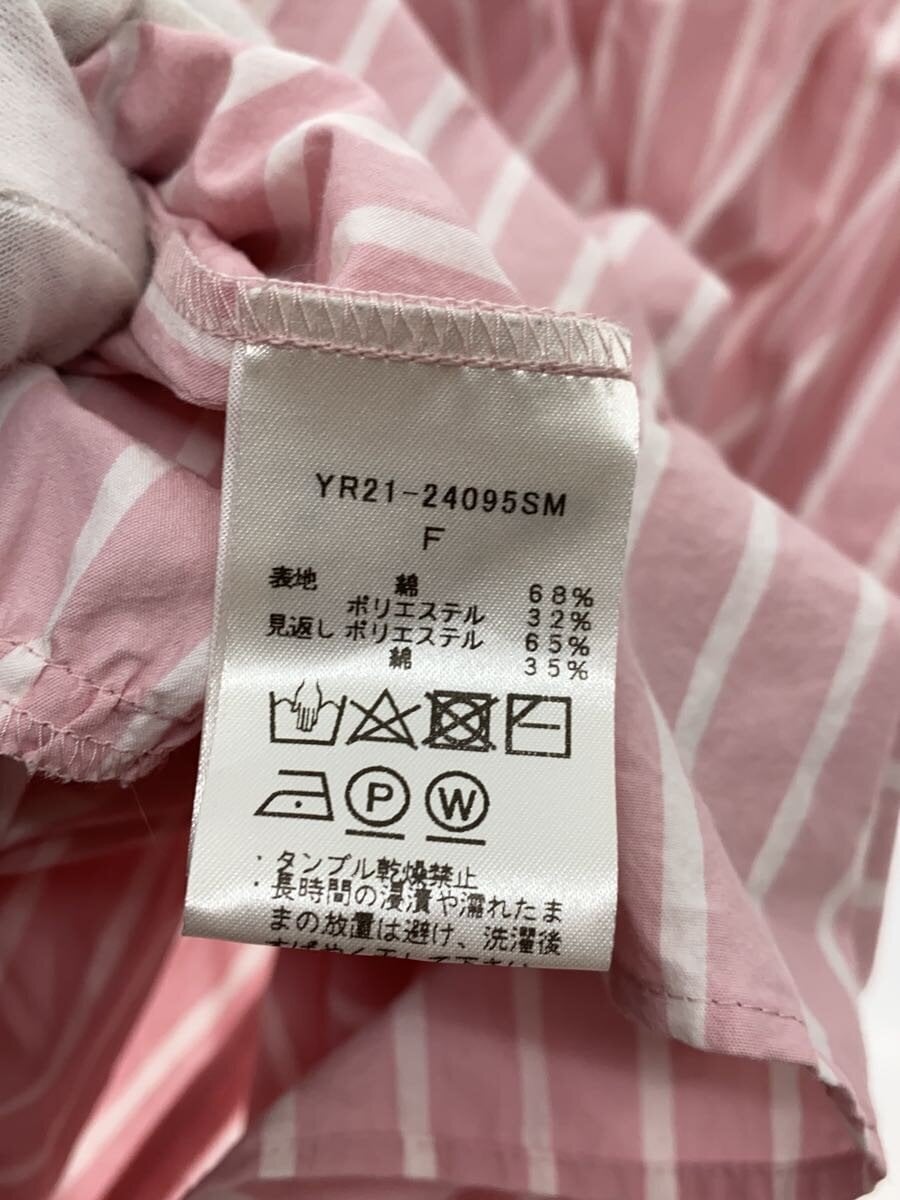 YR21-24095SM
F
表地 綿 68%
ポリエステル 32%
見返し ポリエステル 65%
綿 35%
P W
・タンブル乾燥禁止
・長時間の浸漬や濡れたま
まの放置は避け、洗濯後